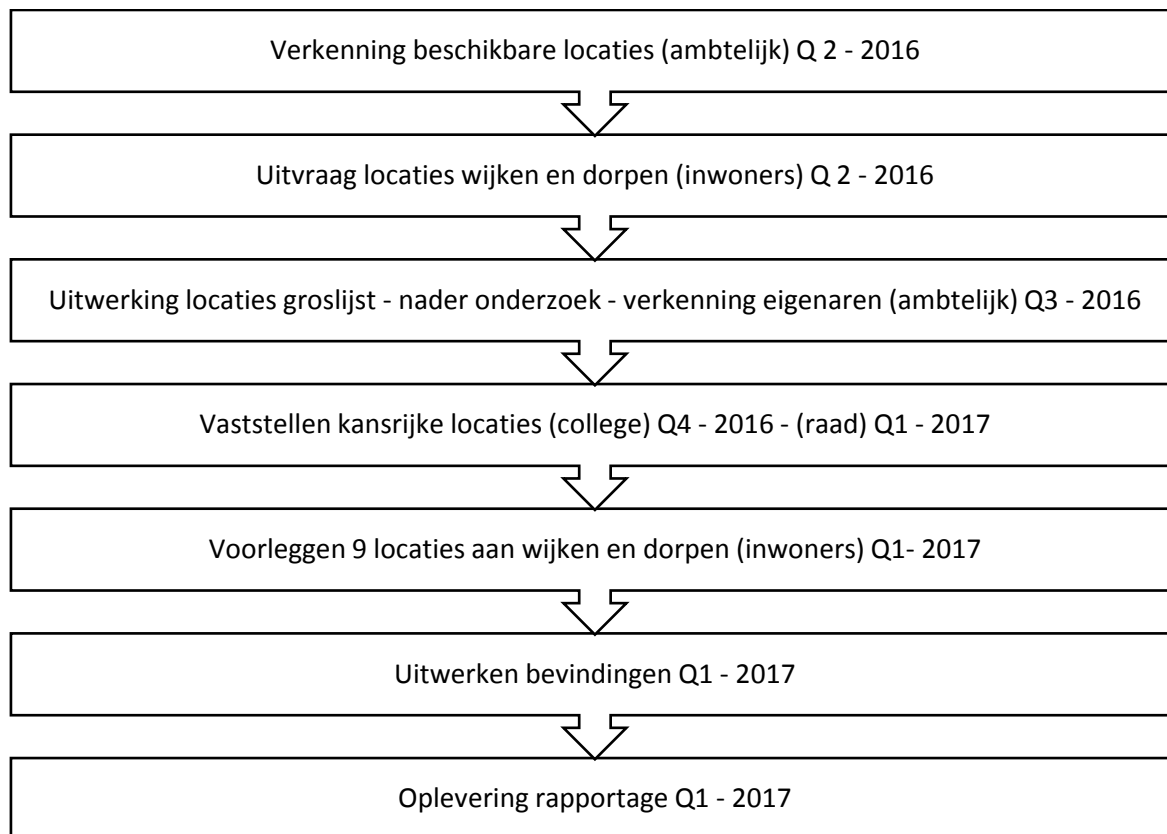 Verkenning beschikbare locaties (ambtelijk) Q 2 - 2016
Uitvraag locaties wijken en dorpen (inwoners) Q 2 - 2016
Uitwerking locaties groslijst - nader onderzoek - verkenning eigenaren (ambtelijk) Q3 - 2016
Vaststellen kansrijke locaties (college) Q4 - 2016 - (raad) Q1 - 2017
Voorleggen 9 locaties aan wijken en dorpen (inwoners) Q1- 2017
Uitwerken bevindingen Q1 - 2017
Oplevering rapportage Q1 - 2017